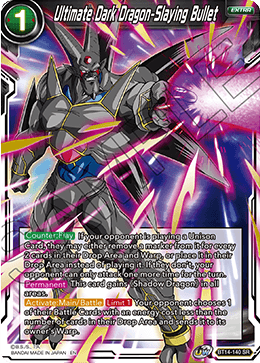 1
Ultimate Dark Dragon-Slaying Bullet
EXTRA
Counter:Play If your opponent is playing a Unison
Card, they may either remove a marker from it for every
2 cards in their Drop Area and Warp, or place it in their
Drop Area instead of playing it. If they don't, your
opponent can only attack one more time for the turn.
Permanent This card gains 《Shadow Dragon》 in all
areas.
Activate:Main/Battle Limit 1 Your opponent chooses 1
of their Battle Cards with an energy cost less than
the number of cards in their Drop Area and sends it to its
owner's Warp.
BANDAI MADE IN JAPAN EN
BT14-140 SR